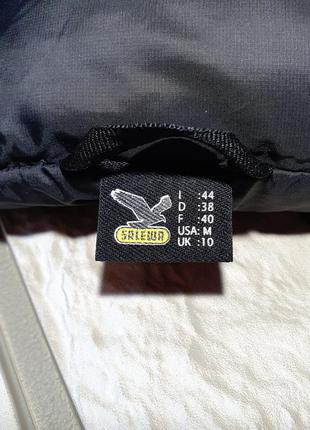 SALEWA
I :44
D :38
F :40
USA: M
UK :10